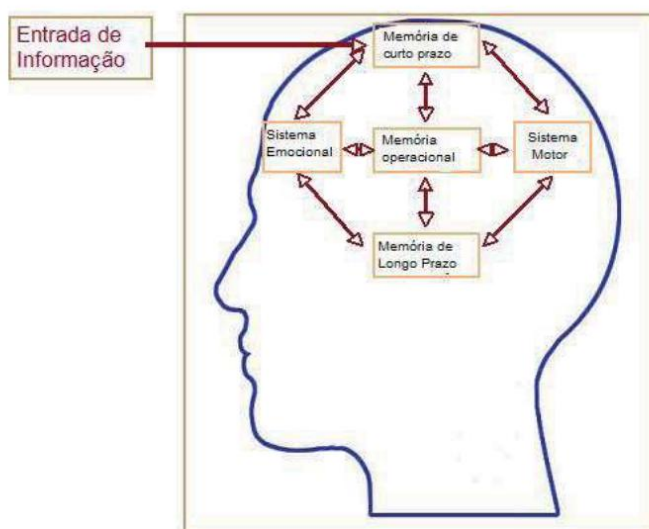 Entrada de
Informação
Memória de
curto prazo
Sistema
Emocional
Memória
operacional
Sistema
Motor
Memória de
Longo Prazo